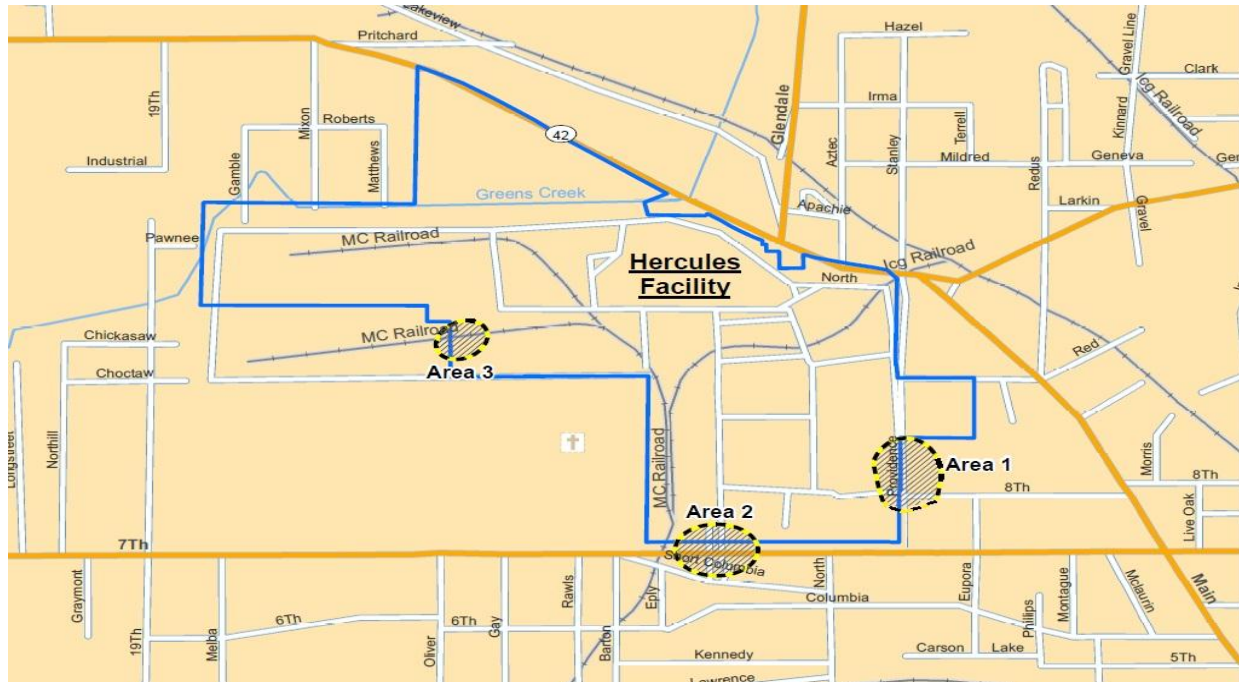 Lakeview
Pritchard
Hazel
Gravel Line
Clark
19Th
Mixon
Roberts
Irma
Glendale
Aztec
Stanley
Terrell
Kinnard
Icg Railroad
42
Industrial
Gamble
Matthews
Mildred
Geneva
Redus
Greens Creek
Larkin
Gravel
Apachie
Pawnee
MC Railroad
Hercules
Facility
Icg Railroad
North
Chickasaw
MC Railroad
Red
Choctaw
Area 3
Longstreet
Northill
MC Railroad
Providence
Area 1
Morris
8Th
8Th
Live Oak
Area 2
7Th
Short Columbia
Graymont
Rawls
Eply
North
Eupora
Columbia
Phillips
Montague
Mclaurin
Main
19Th
Melba
6Th
Oliver
6Th
Gay
Barton
Kennedy
Carson
Lake
5Th
Lawrence